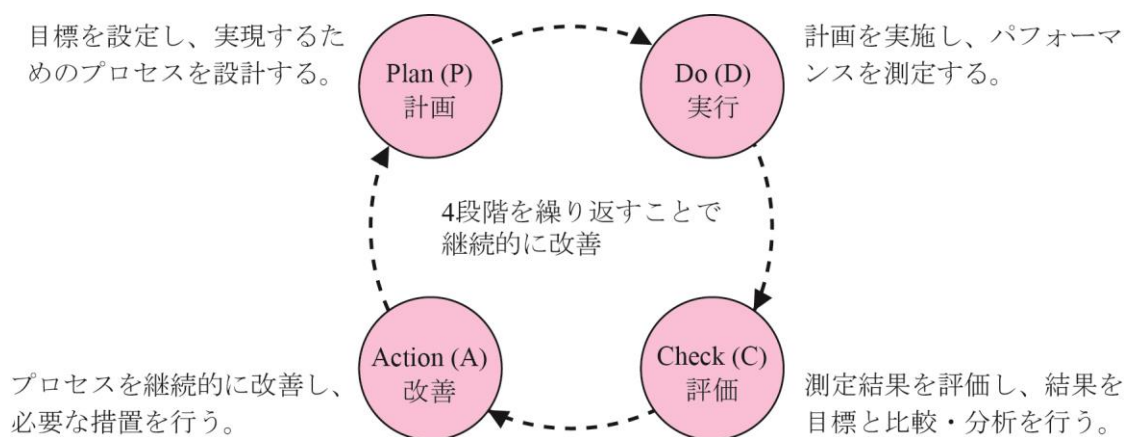 目標を設定し、実現するた
めのプロセスを設計する。
Plan (P)
計画
Do (D)
実行
計画を実施し、パフォーマ
ンスを測定する。
4段階を繰り返すことで
継続的に改善
プロセスを継続的に改善し、
必要な措置を行う。
Action (A)
改善
Check (C)
評価
測定結果を評価し、結果を
目標と比較・分析を行う。